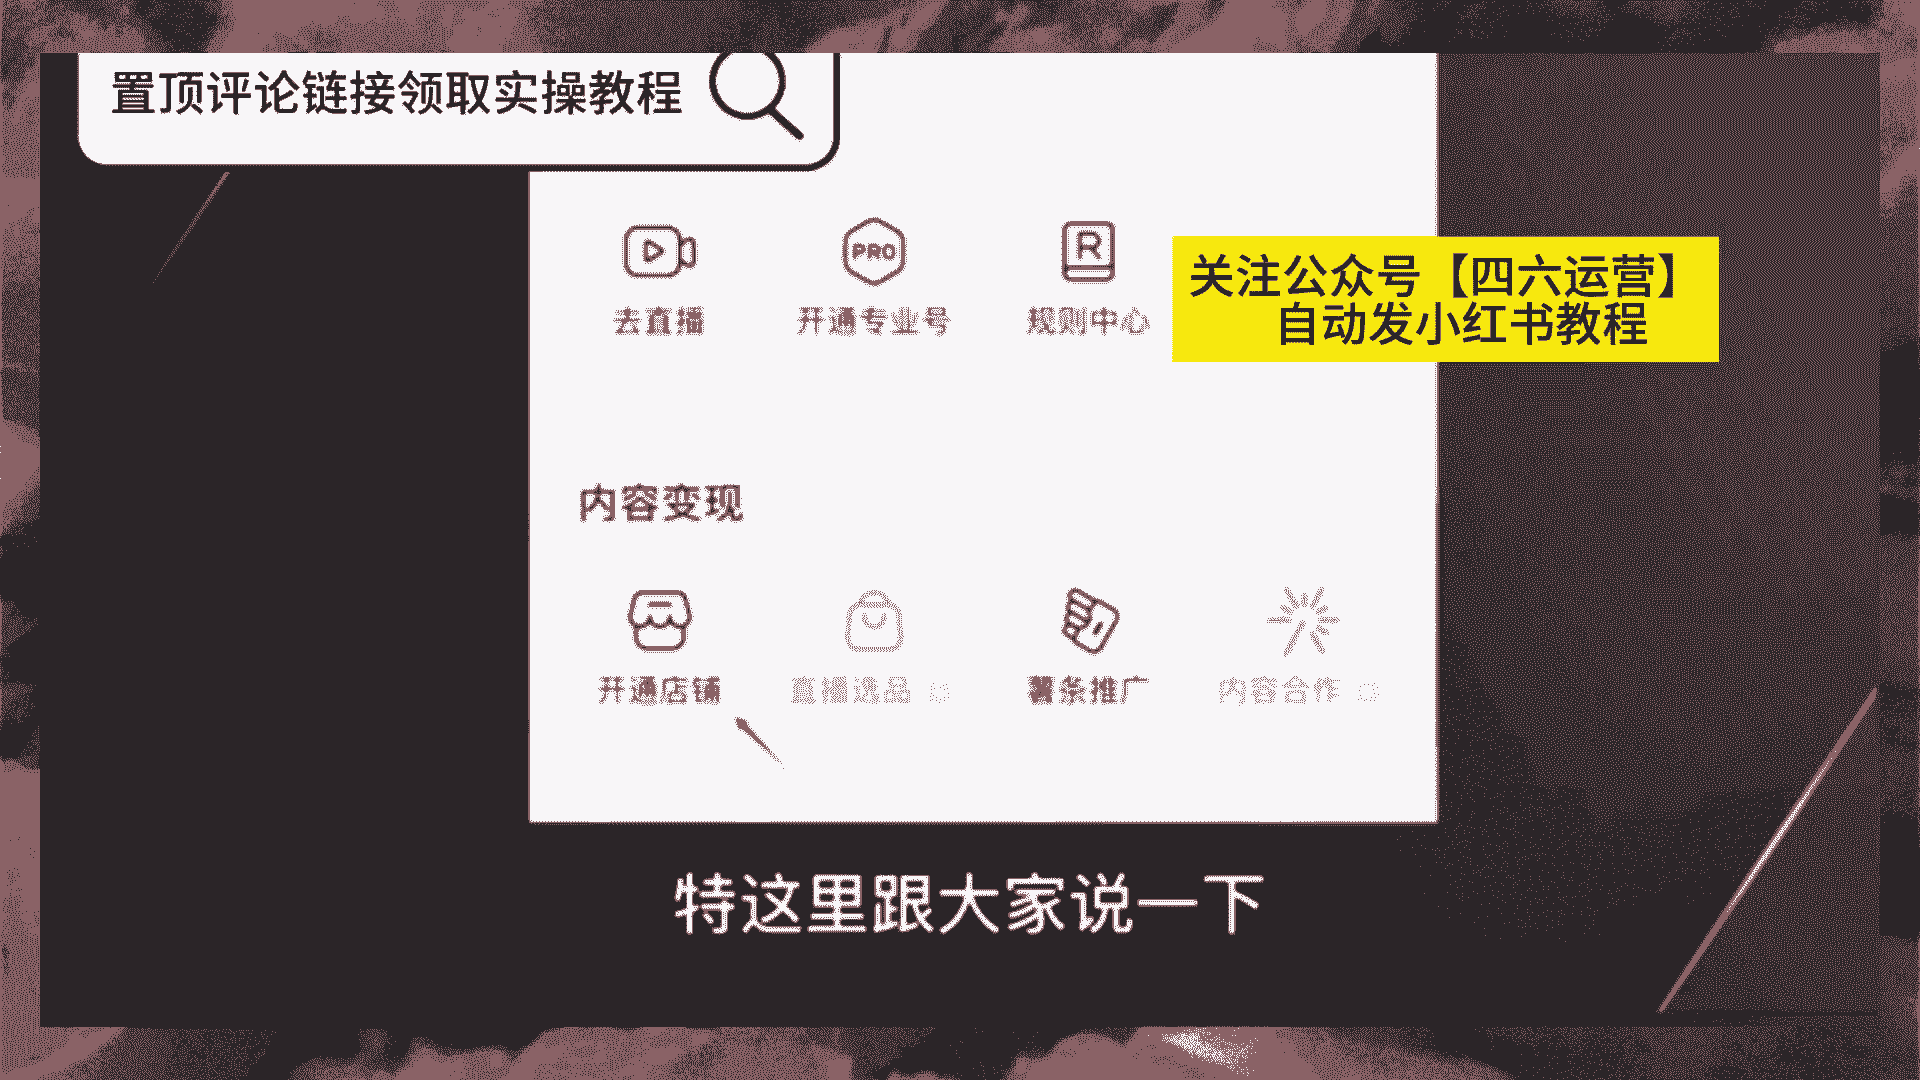 置顶评论链接领取实操教程
去直播
PRO
开通专业号
R
规则中心
关注公众号【四六运营】
自动发小红书教程
内容变现
开通店铺
直播选品
薯条推广
内容合作
特这里跟大家说一下